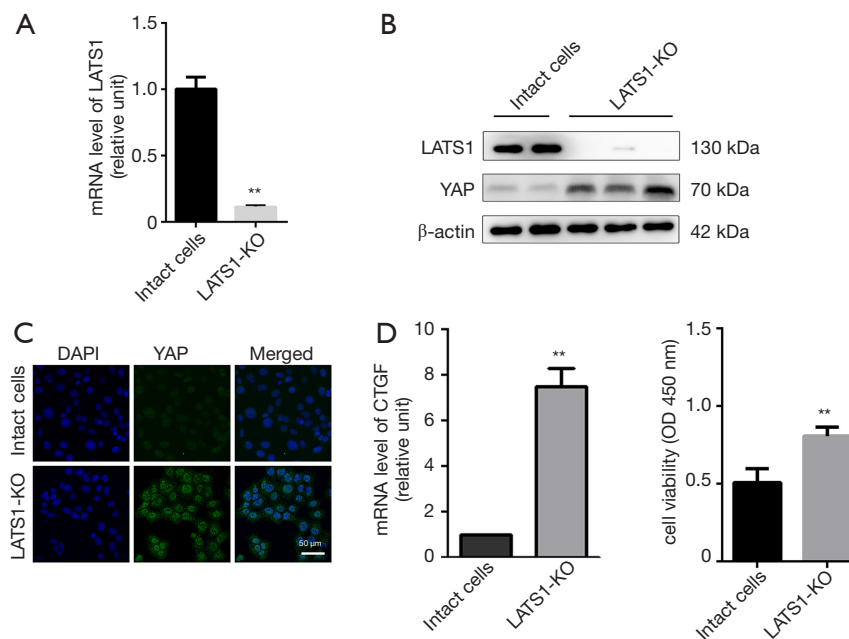 A
mRNA level of LATS1
(relative unit)
1.5
1.0
0.5
0
**
Intact cells
LATS1-KO
B
Intact cells
LATS1-KO
LATS1
130 kDa
YAP
70 kDa
β-actin
42 kDa
C
DAPI
YAP
Merged
Intact cells
LATS1-KO
50 μm
D
mRNA level of CTGF
(relative unit)
10
8
6
4
2
0
**
Intact cells
LATS1-KO
cell viability (OD 450 nm)
1.5
1.0
0.5
0
**
Intact cells
LATS1-KO